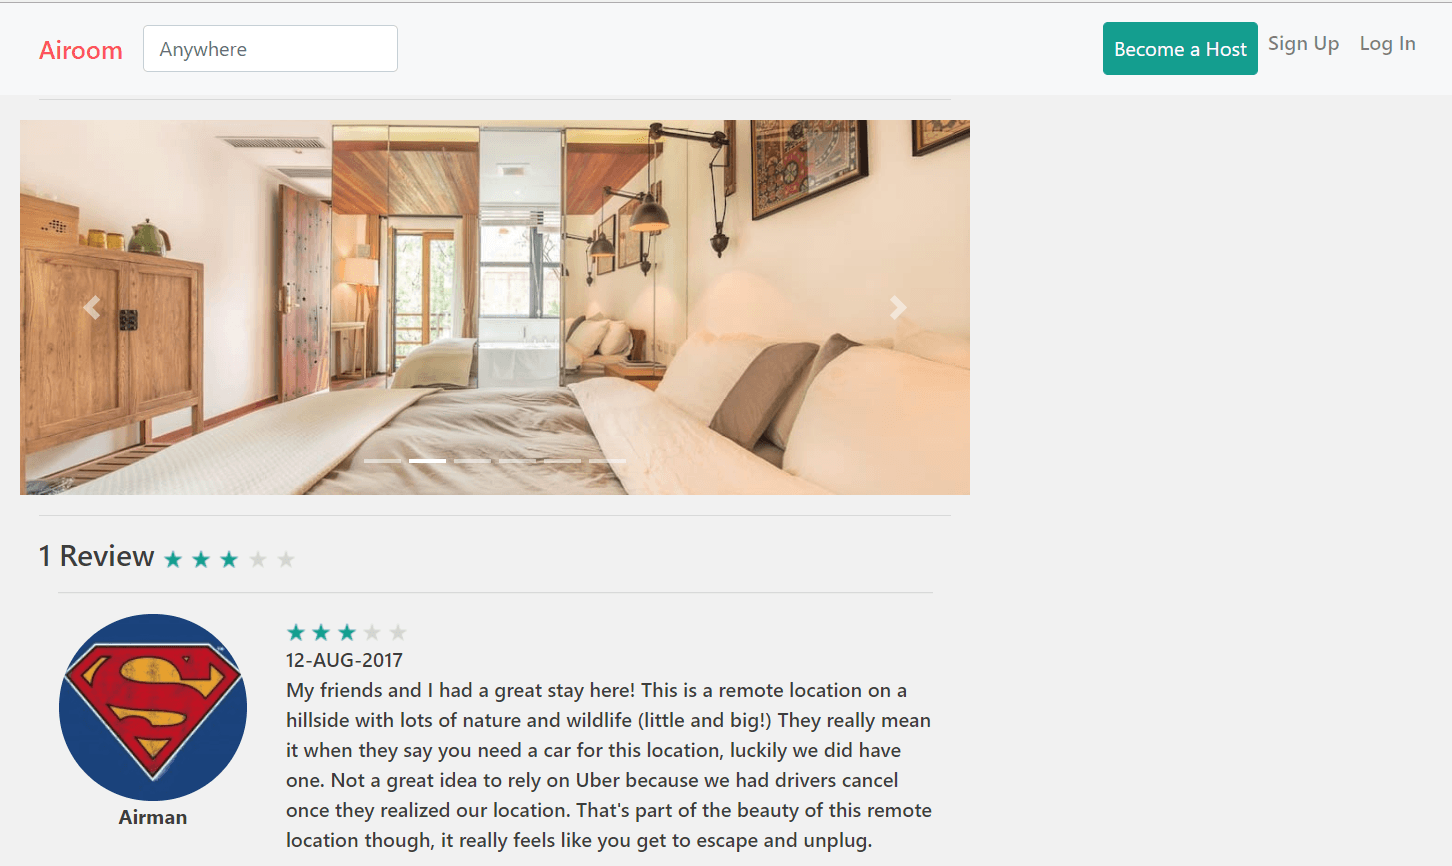 Airoom
Anywhere
Become a Host
Sign Up
Log In
1 Review
12-AUG-2017
My friends and I had a great stay here! This is a remote location on a
hillside with lots of nature and wildlife (little and big!) They really mean
it when they say you need a car for this location, luckily we did have
one. Not a great idea to rely on Uber because we had drivers cancel
once they realized our location. That's part of the beauty of this remote
location though, it really feels like you get to escape and unplug.
Airman